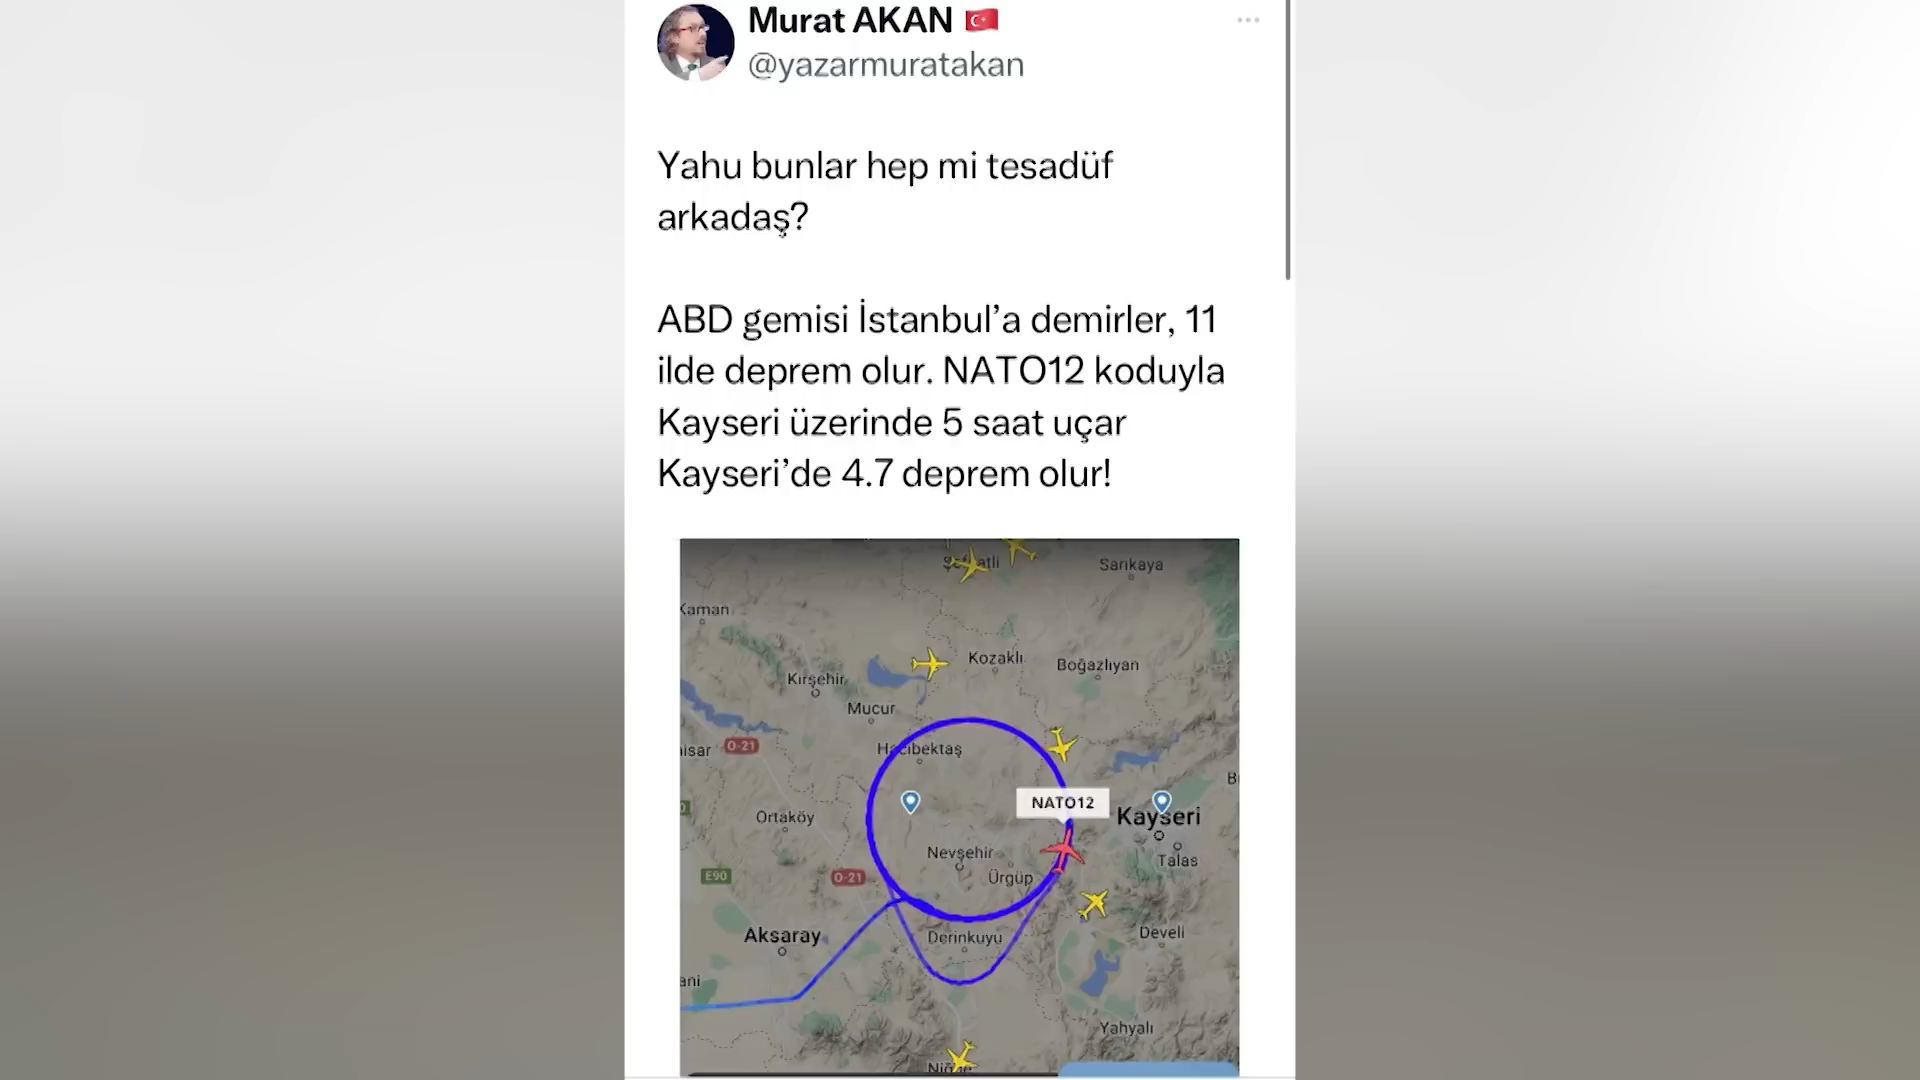 Murat AKAN
@yazarmuratakan
Yahu bunlar hep mi tesadüf
arkadaş?
ABD gemisi İstanbul’a demirler, 11
ilde deprem olur. NATO12 koduyla
Kayseri üzerinde 5 saat uçar
Kayseri’de 4.7 deprem olur!
Sarıkaya
Kaman
Kozaklı
Boğazlıyan
Kırşehir
Mucur
O-21
Hacıbektaş
NATO12
Ortaköy
Kayseri
Nevşehir
Talas
E90
O-21
Ürgüp
Aksaray
Derinkuyu
Develi
Yahyalı
Niğde